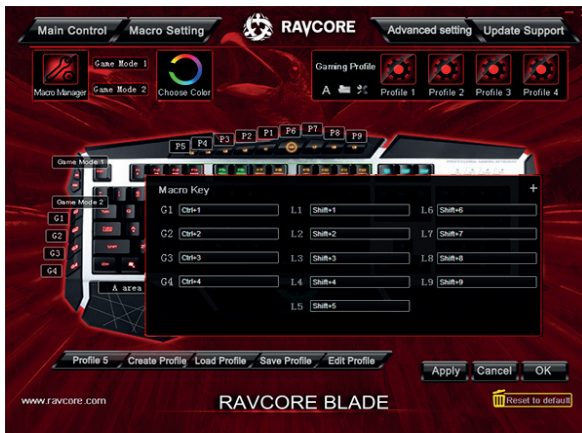 Main Control Macro Setting RAVCORE Advanced setting Update Support
Game Mode 1
Game Mode 2
Macro Manager Choose Color
Gaming Profile
A
Profile 1 Profile 2 Profile 3 Profile 4
P5 P4 P3 P2 P1 P6 P7 P8 P9
Game Mode 1
Game Mode 2
G1
G2
G3
G4
A area
Macro Key +
G1 Ctrl+1 L1 Shift+1 L6 Shift+6
G2 Ctrl+2 L2 Shift+2 L7 Shift+7
G3 Ctrl+3 L3 Shift+3 L8 Shift+8
G4 Ctrl+4 L4 Shift+4 L9 Shift+9
L5 Shift+5
Profile 5 Create Profile Load Profile Save Profile Edit Profile
Apply Cancel OK
www.ravcore.com RAVCORE BLADE Reset to default